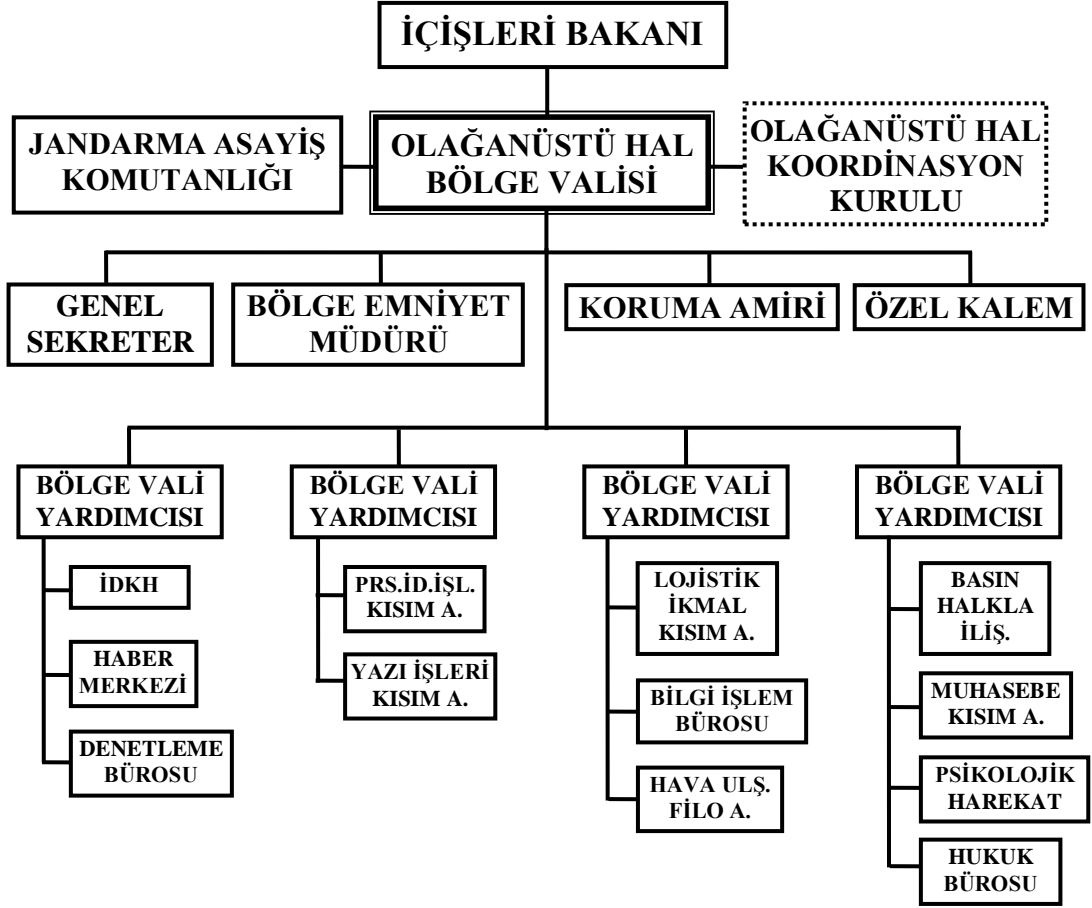 İÇİŞLERİ BAKANI
JANDARMA ASAYİŞ
KOMUTANLIĞI
OLAĞANÜSTÜ HAL
BÖLGE VALİSİ
OLAĞANÜSTÜ HAL
KOORDİNASYON
KURULU
GENEL
SEKRETER
BÖLGE EMNİYET
MÜDÜRÜ
KORUMA AMİRİ
ÖZEL KALEM
BÖLGE VALİ
YARDIMCISI
İDKH
HABER
MERKEZİ
DENETLEME
BÜROSU
BÖLGE VALİ
YARDIMCISI
PRS.İD.İŞL.
KISIM A.
YAZI İŞLERİ
KISIM A.
BÖLGE VALİ
YARDIMCISI
LOJİSTİK
İKMAL
KISIM A.
BİLGİ İŞLEM
BÜROSU
HAVA ULŞ.
FİLO A.
BÖLGE VALİ
YARDIMCISI
BASIN
HALKLA
İLİŞ.
MUHASEBE
KISIM A.
PSİKOLOJİK
HAREKAT
HUKUK
BÜROSU